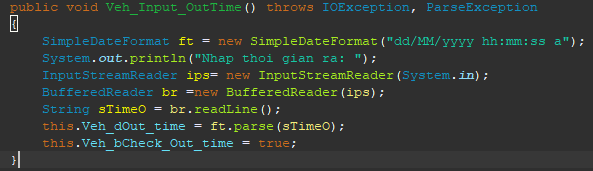 public void Veh_Input_OutTime() throws IOException, ParseException
{
SimpleDateFormat ft = new SimpleDateFormat("dd/MM/yyyy hh:mm:ss a");
System.out.println("Nhap thoi gian ra: ");
InputStreamReader ips= new InputStreamReader(System.in);
BufferedReader br =new BufferedReader(ips);
String sTimeO = br.readLine();
this.Veh_dOut_time = ft.parse(sTimeO);
this.Veh_bCheck_Out_time = true;
}